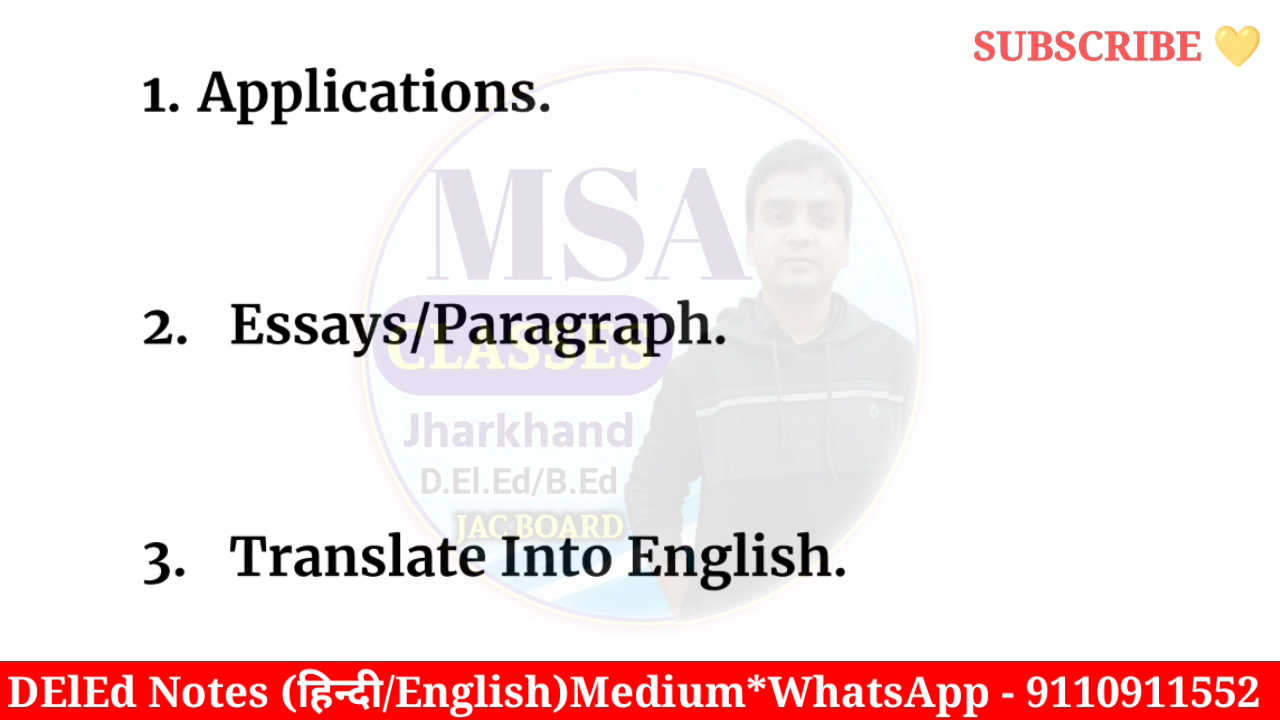 SUBSCRIBE 💛
1. Applications.
MSA
2. Essays/Paragraph.
CLASSES
Jharkhand
D.El.Ed/B.Ed
JAC BOARD
3. Translate Into English.
DElEd Notes (हिन्दी/English)Medium*WhatsApp - 9110911552